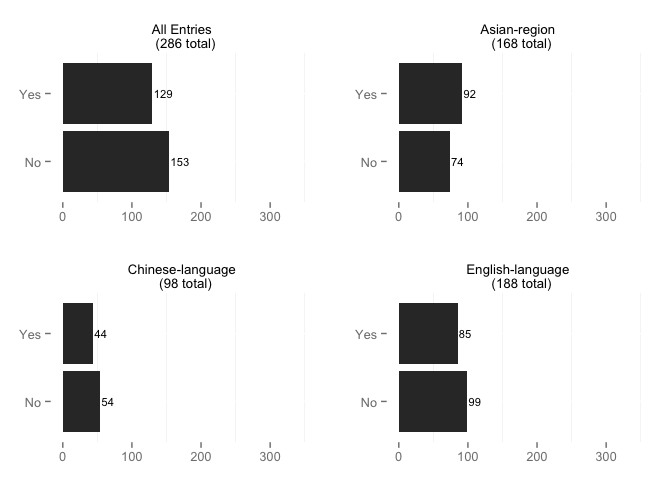 All Entries
(286 total)
Yes
129
No
153
0 100 200 300
Asian-region
(168 total)
Yes
92
No
74
0 100 200 300
Chinese-language
(98 total)
Yes
44
No
54
0 100 200 300
English-language
(188 total)
Yes
85
No
99
0 100 200 300